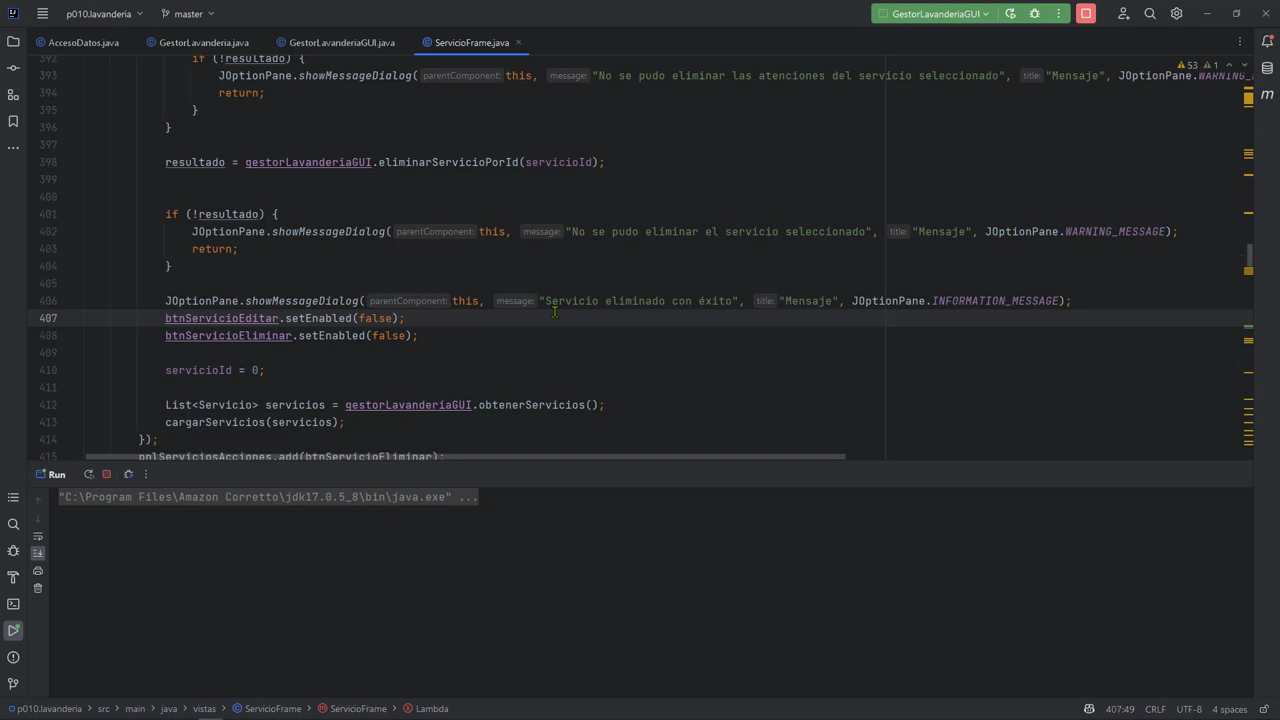 p010.lavanderia master GestorLavanderiaGUI
AccesoDatos.java GestorLavanderia.java GestorLavanderiaGUI.java ServicioFrame.java
392 if (!resultado) {
53 1
393 JOptionPane.showMessageDialog( parentComponent: this, message: "No se pudo eliminar las atenciones del servicio seleccionado", title: "Mensaje", JOptionPane.WARNING_M
394 return;
395 }
396 }
397
398 resultado = gestorLavanderiaGUI.eliminarServicioPorId(servicioId);
399
400
401 if (!resultado) {
402 JOptionPane.showMessageDialog( parentComponent: this, message: "No se pudo eliminar el servicio seleccionado", title: "Mensaje", JOptionPane.WARNING_MESSAGE);
403 return;
404 }
405
406 JOptionPane.showMessageDialog( parentComponent: this, message: "Servicio eliminado con éxito", title: "Mensaje", JOptionPane.INFORMATION_MESSAGE);
407 btnServicioEditar.setEnabled(false);
408 btnServicioEliminar.setEnabled(false);
409
410 servicioId = 0;
411
412 List<Servicio> servicios = gestorLavanderiaGUI.obtenerServicios();
413 cargarServicios(servicios);
414 });
415 pnlServiciosAcciones.add(btnServicioEliminar);
Run
"C:\Program Files\Amazon Corretto\jdk17.0.5_8\bin\java.exe" ...
p010.lavanderia > src > main > java > vistas > ServicioFrame > ServicioFrame > Lambda 407:49 CRLF UTF-8 4 spaces